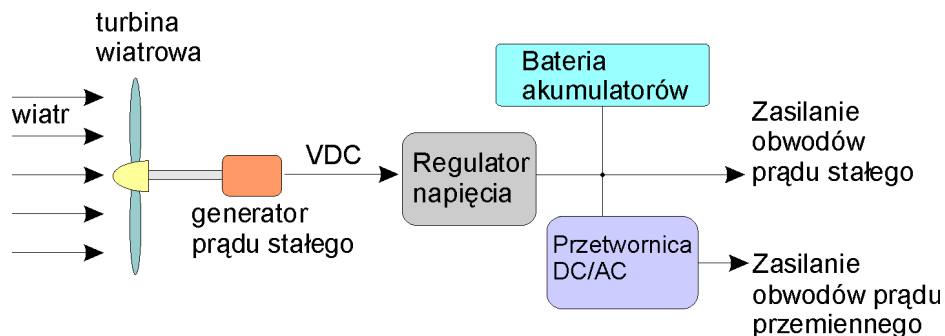 turbina
wiatrowa
wiatr
VDC
generator
prądu stałego
Regulator
napięcia
Bateria
akumulatorów
Zasilanie
obwodów
prądu stałego
Przetwornica
DC/AC
Zasilanie
obwodów prądu
przemiennego